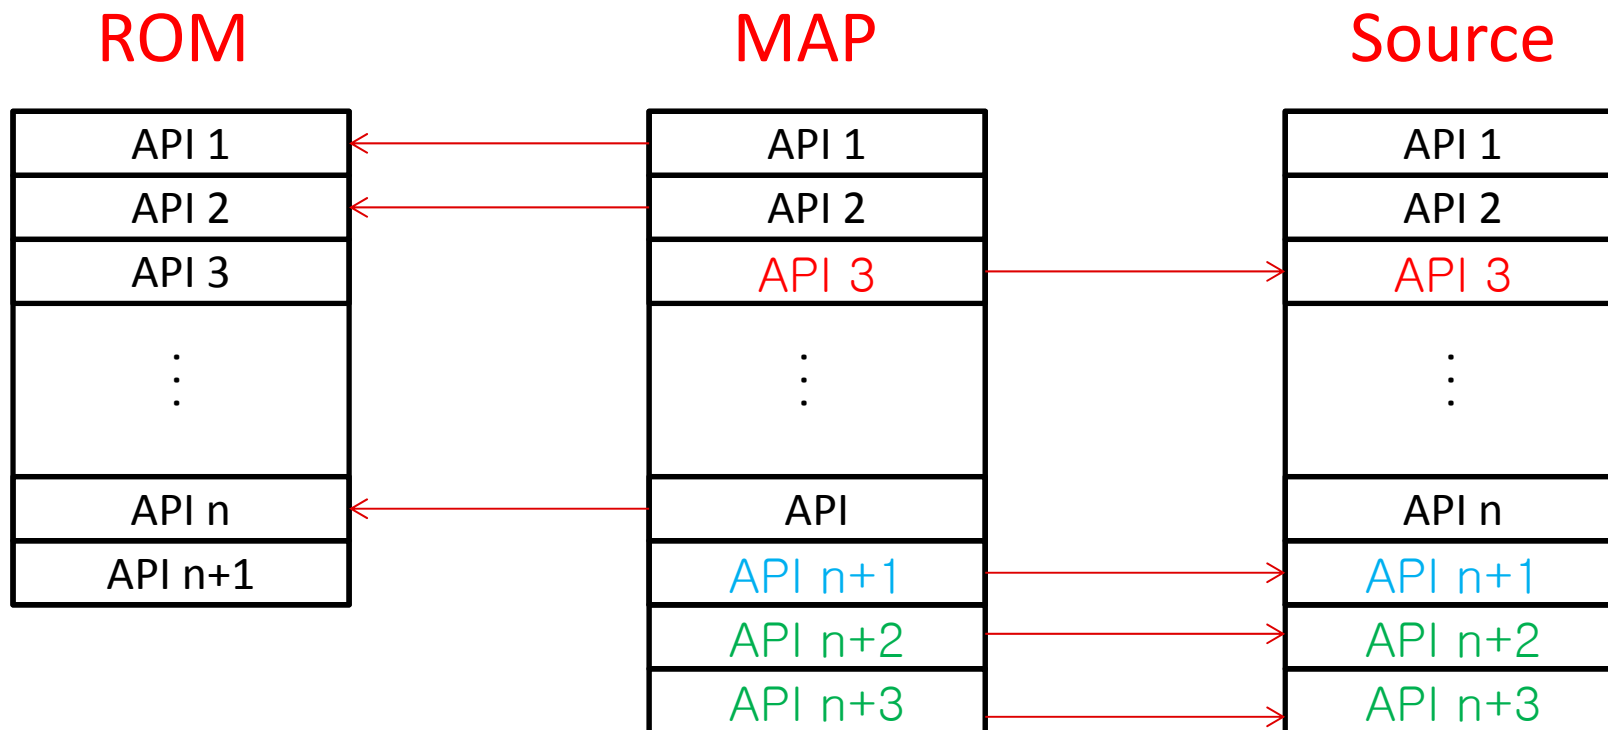 ROM
MAP
Source
API 1
API 1
API 1
API 2
API 2
API 2
API 3
API 3
API 3
⋮
⋮
⋮
API n
API
API n
API n+1
API n+1
API n+1
API n+2
API n+2
API n+3
API n+3